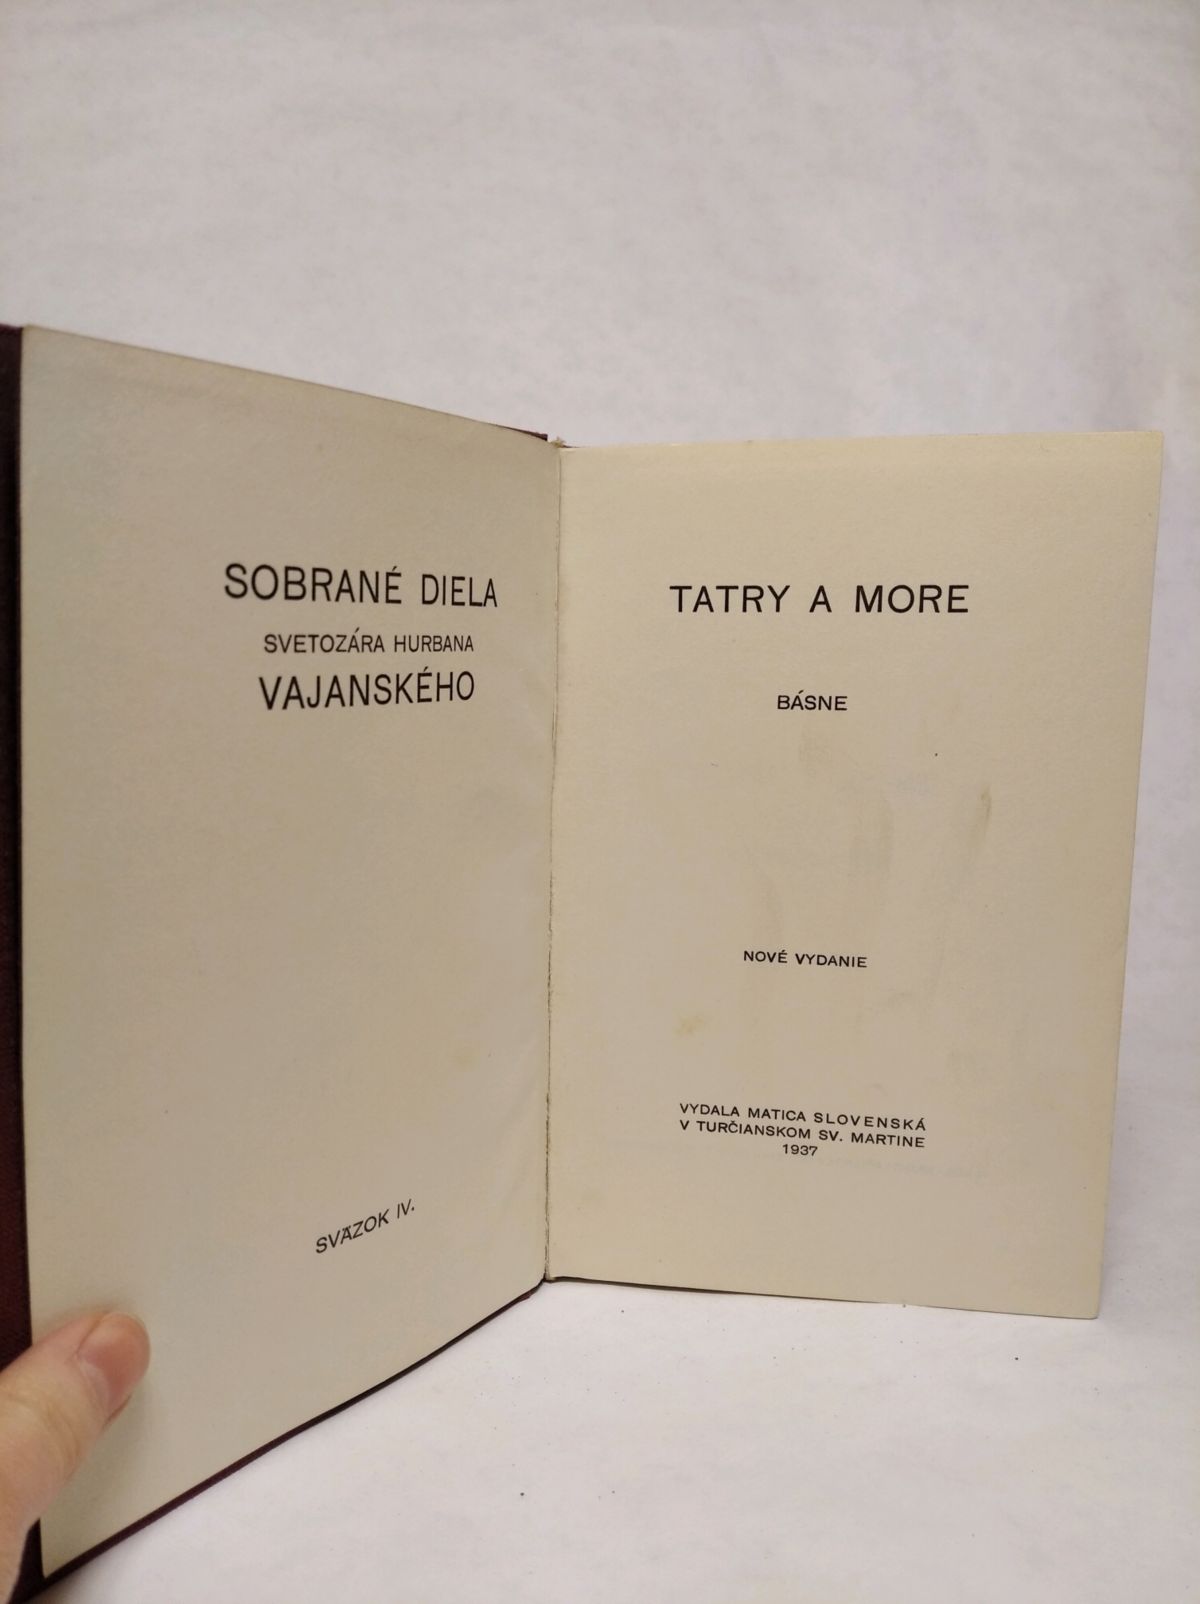 SOBRANÉ DIELA
SVETOZÁRA HURBANA
VAJANSKÉHO
SVÄZOK IV.
TATRY A MORE
BÁSNE
NOVÉ VYDANIE
VYDALA MATICA SLOVENSKÁ
V TURČIANSKOM SV. MARTINE
1937